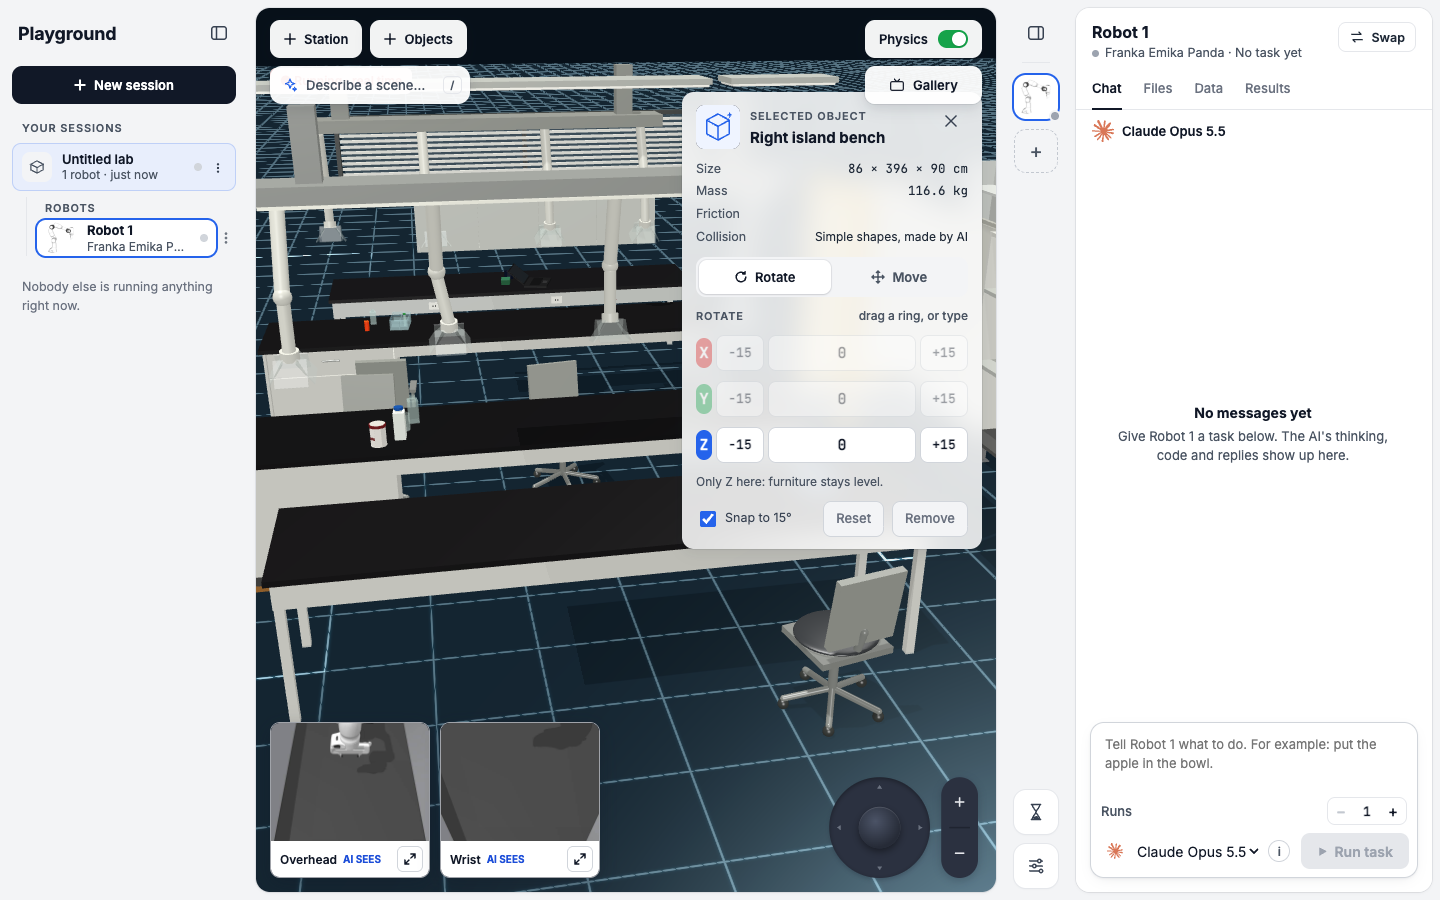 Playground
New session
YOUR SESSIONS
Untitled lab
1 robot · just now
ROBOTS
Robot 1
Franka Emika P...
Nobody else is running anything
right now.
Station
Objects
Physics
Describe a scene...
/
Gallery
SELECTED OBJECT
Right island bench
Size 86 × 396 × 90 cm
Mass 116.6 kg
Friction
Collision Simple shapes, made by AI
Rotate Move
ROTATE drag a ring, or type
X -15 0 +15
Y -15 0 +15
Z -15 0 +15
Only Z here: furniture stays level.
Snap to 15° Reset Remove
Overhead AI SEES
Wrist AI SEES
Robot 1
Franka Emika Panda · No task yet
Swap
Chat Files Data Results
Claude Opus 5.5
No messages yet
Give Robot 1 a task below. The AI's thinking,
code and replies show up here.
Tell Robot 1 what to do. For example: put the
apple in the bowl.
Runs 1
Claude Opus 5.5 i Run task